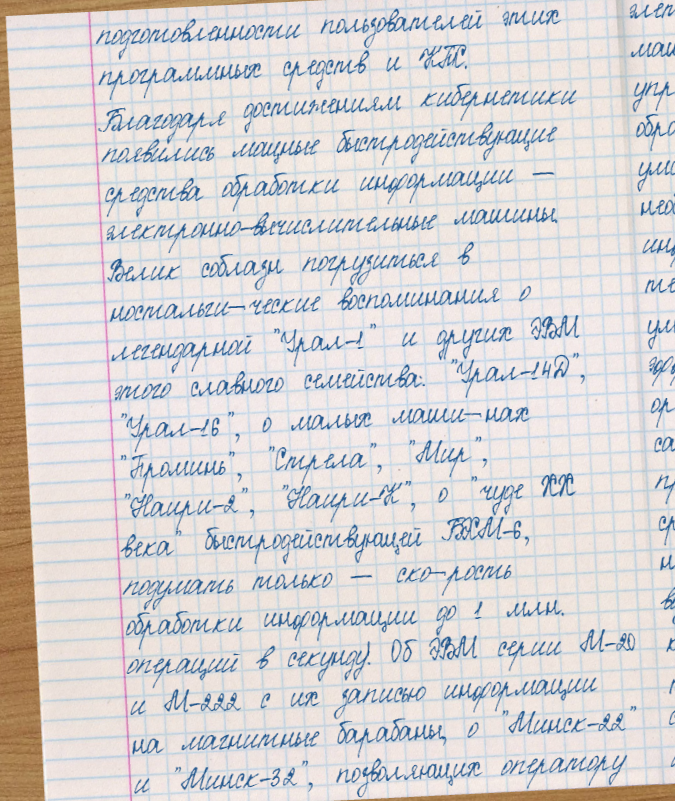 подготовленности пользователей этих
программных средств и КТС.
Благодаря достижениям кибернетики
появились мощные быстродействующие
средства обработки информации —
электронно-вычислительные машины.
Велик соблазн погрузиться в
ностальги-ческие воспоминания о
легендарной "Урал-1" и других ЭВМ
этого славного семейства: "Урал-14Д",
"Урал-16", о малых маши-нах
"Проминь", "Стрела", "Мир",
"Наири-2", "Наири-К", о "чуде XX
века" быстродействующей БХМ-6,
подумать только — ско-рость
обработки информации до 1 млн.
операций в секунду). Об ЭВМ серии М-20
и М-222 с их записью информации
на магнитные барабаны, о "Минск-22"
и "Минск-32", позволяющих оператору